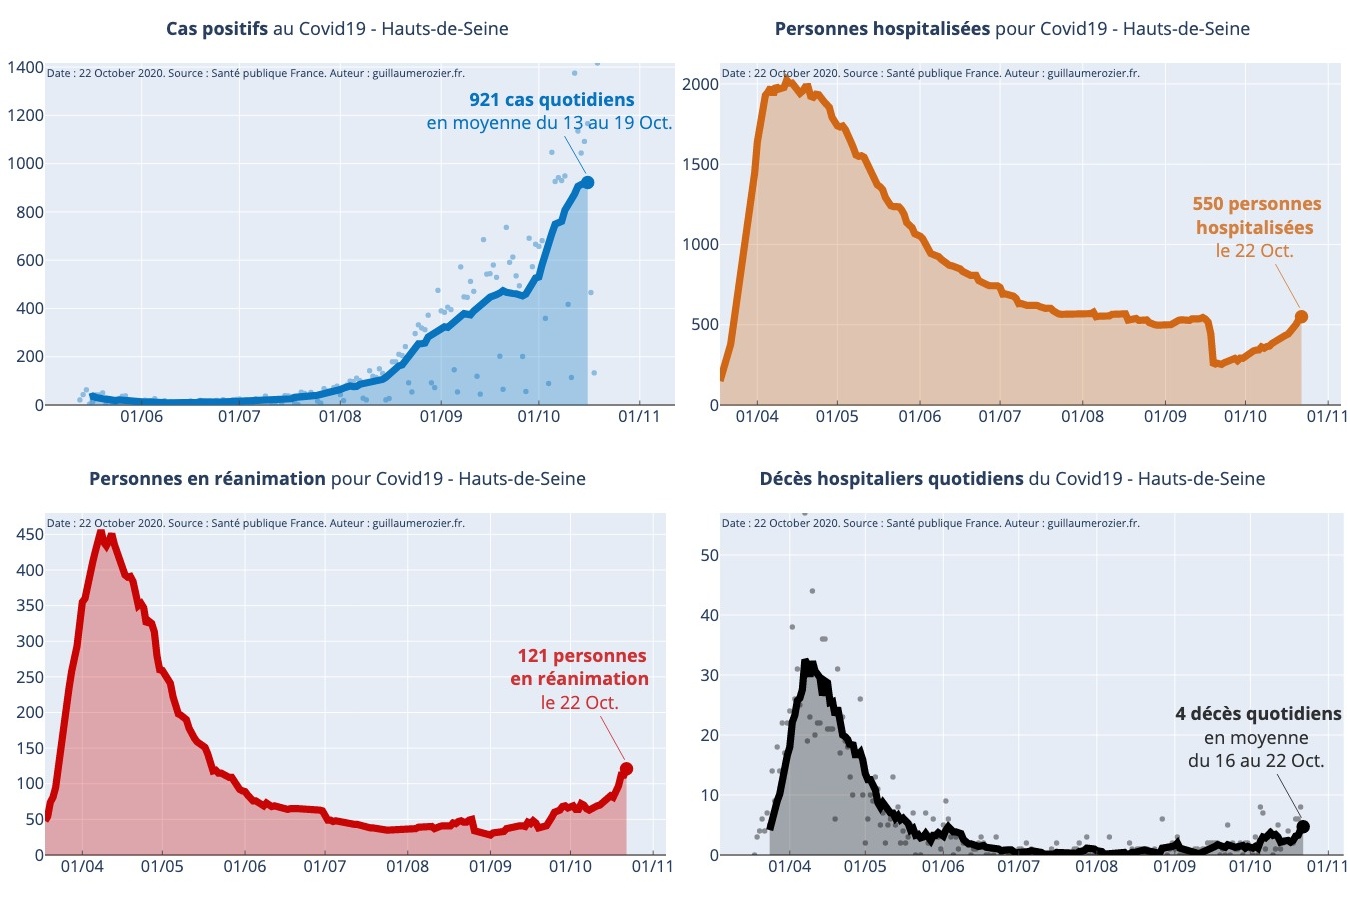 Cas positifs au Covid19 - Hauts-de-Seine
Date : 22 October 2020. Source : Santé publique France. Auteur : guillaumerozier.fr.
921 cas quotidiens
en moyenne du 13 au 19 Oct.
1400
1200
1000
800
600
400
200
0
01/06 01/07 01/08 01/09 01/10 01/11
Personnes hospitalisées pour Covid19 - Hauts-de-Seine
Date : 22 October 2020. Source : Santé publique France. Auteur : guillaumerozier.fr.
550 personnes
hospitalisées
le 22 Oct.
2000
1500
1000
500
0
01/04 01/05 01/06 01/07 01/08 01/09 01/10 01/11
Personnes en réanimation pour Covid19 - Hauts-de-Seine
Date : 22 October 2020. Source : Santé publique France. Auteur : guillaumerozier.fr.
121 personnes
en réanimation
le 22 Oct.
450
400
350
300
250
200
150
100
50
0
01/04 01/05 01/06 01/07 01/08 01/09 01/10 01/11
Décès hospitaliers quotidiens du Covid19 - Hauts-de-Seine
Date : 22 October 2020. Source : Santé publique France. Auteur : guillaumerozier.fr.
4 décès quotidiens
en moyenne
du 16 au 22 Oct.
50
40
30
20
10
0
01/04 01/05 01/06 01/07 01/08 01/09 01/10 01/11